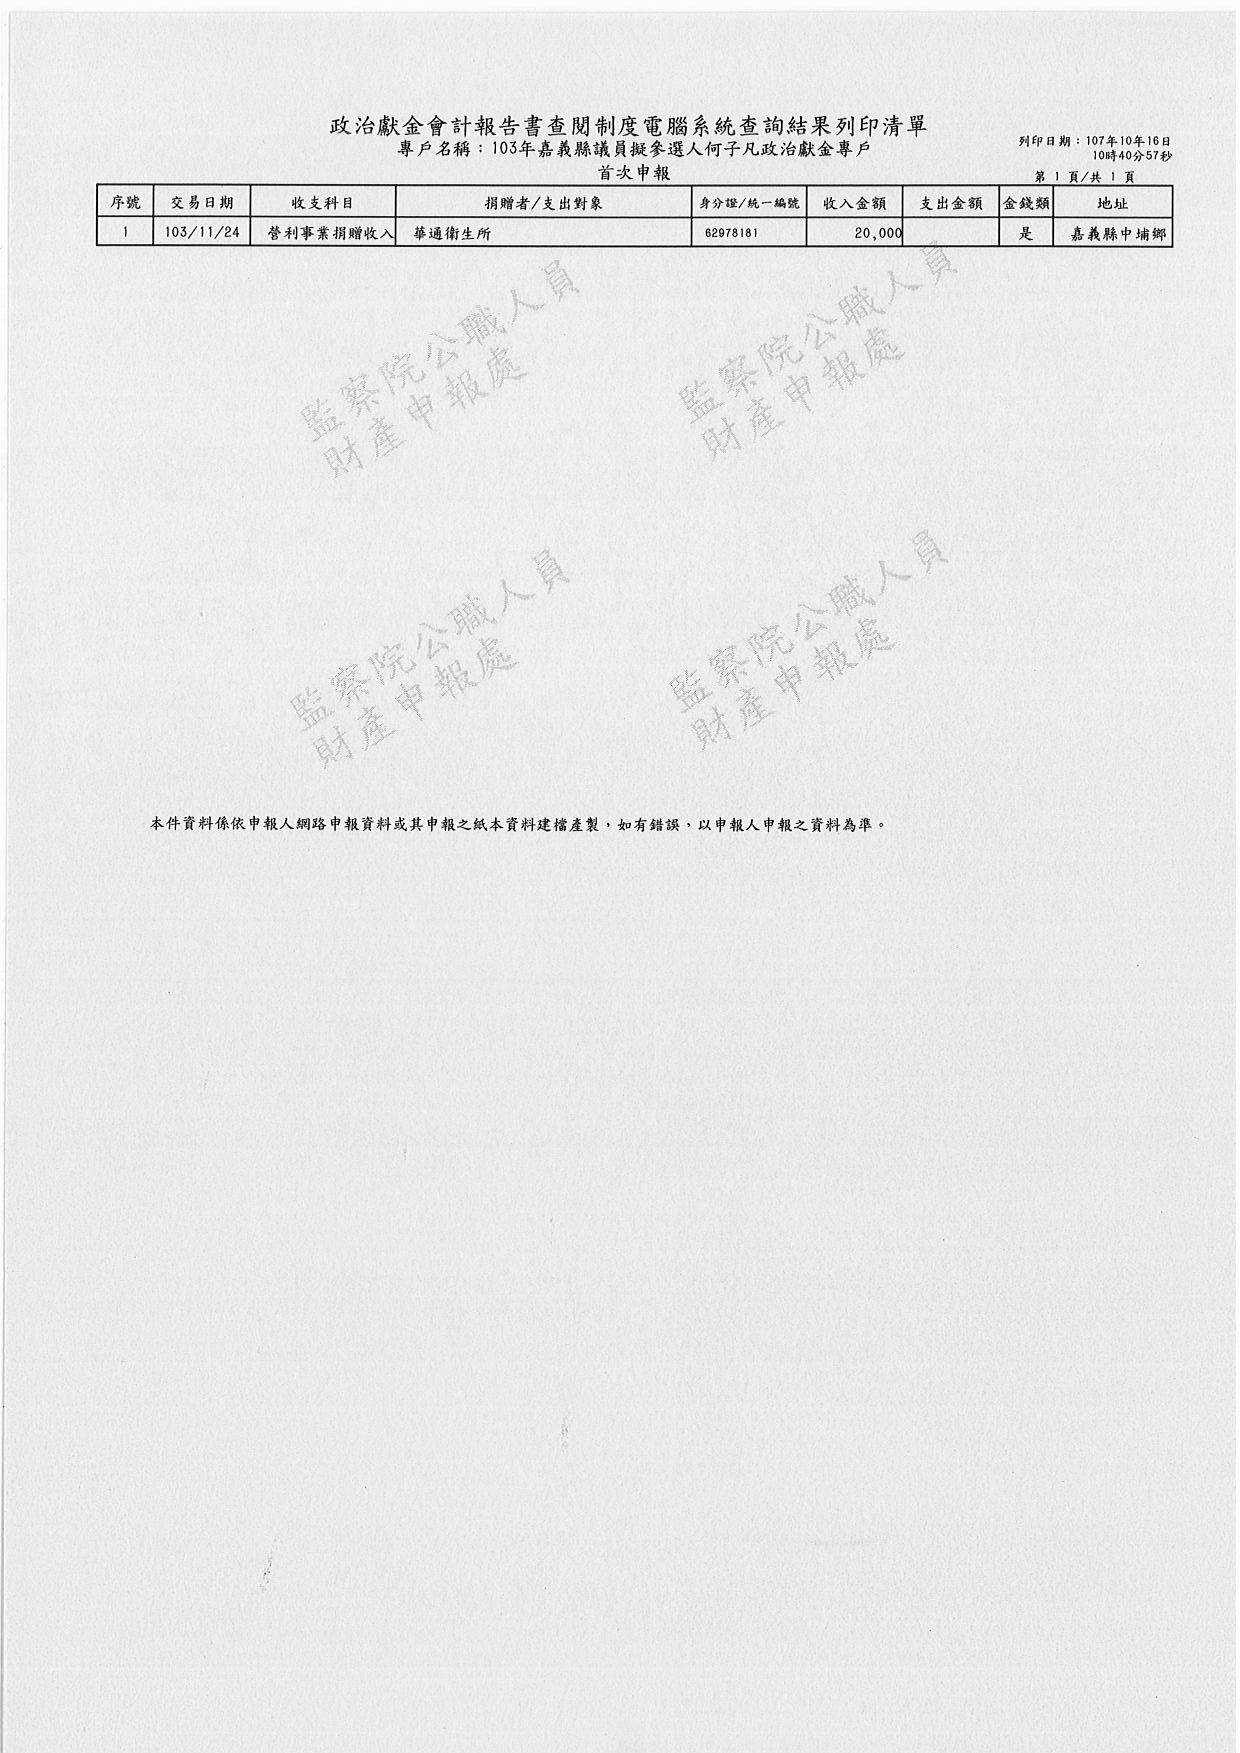 政治獻金會計報告書查閱制度電腦系統查詢結果列印清單
專戶名稱：103年嘉義縣議員擬參選人何子凡政治獻金專戶
首次申報
列印日期：107年10月16日
10時40分57秒
第 1 頁/共 1 頁
序號 交易日期 收支科目 捐贈者/支出對象 身分證/統一編號 收入金額 支出金額 金錢類 地址
1 103/11/24 營利事業捐贈收入 華通衛生所 62978181 20,000 是 嘉義縣中埔鄉
監察院公職人員
財產申報處
監察院公職人員
財產申報處
監察院公職人員
財產申報處
監察院公職人員
財產申報處
本件資料係依申報人網路申報資料或其申報之紙本資料建檔產製，如有錯誤，以申報人申報之資料為準。